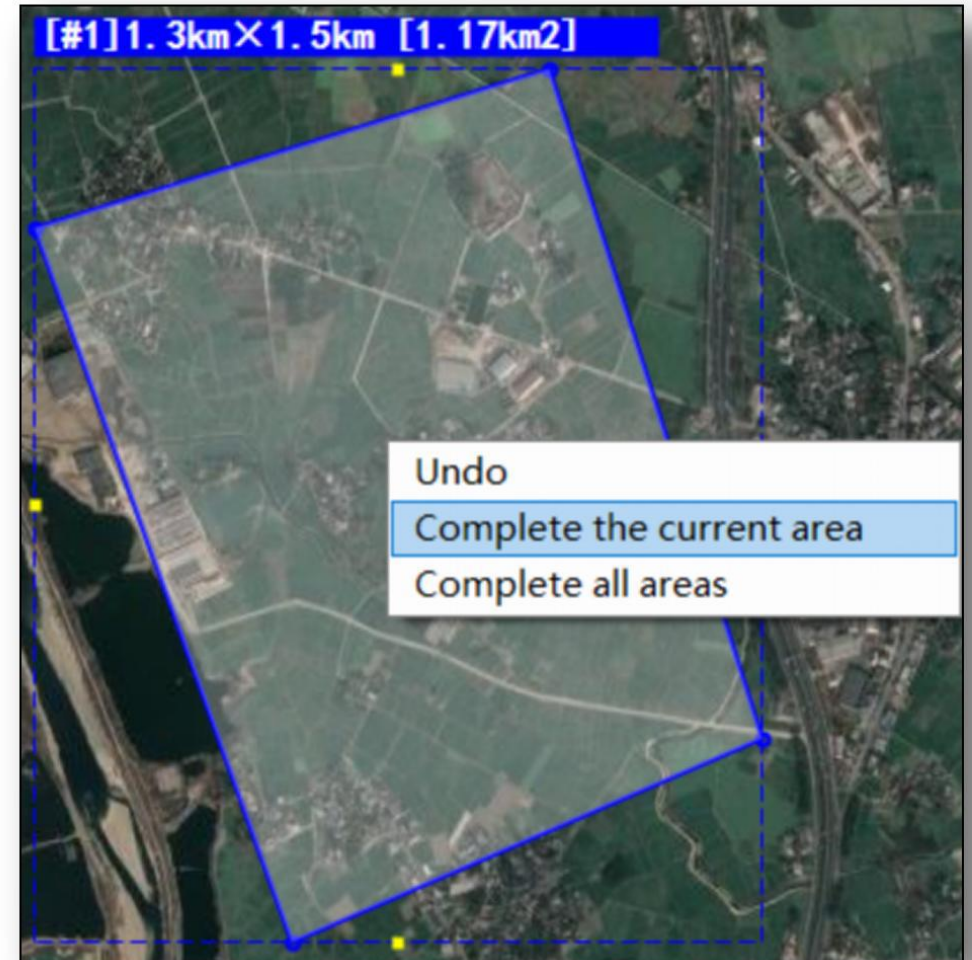 [#1]1.3km×1.5km [1.17km2]
Undo
Complete the current area
Complete all areas